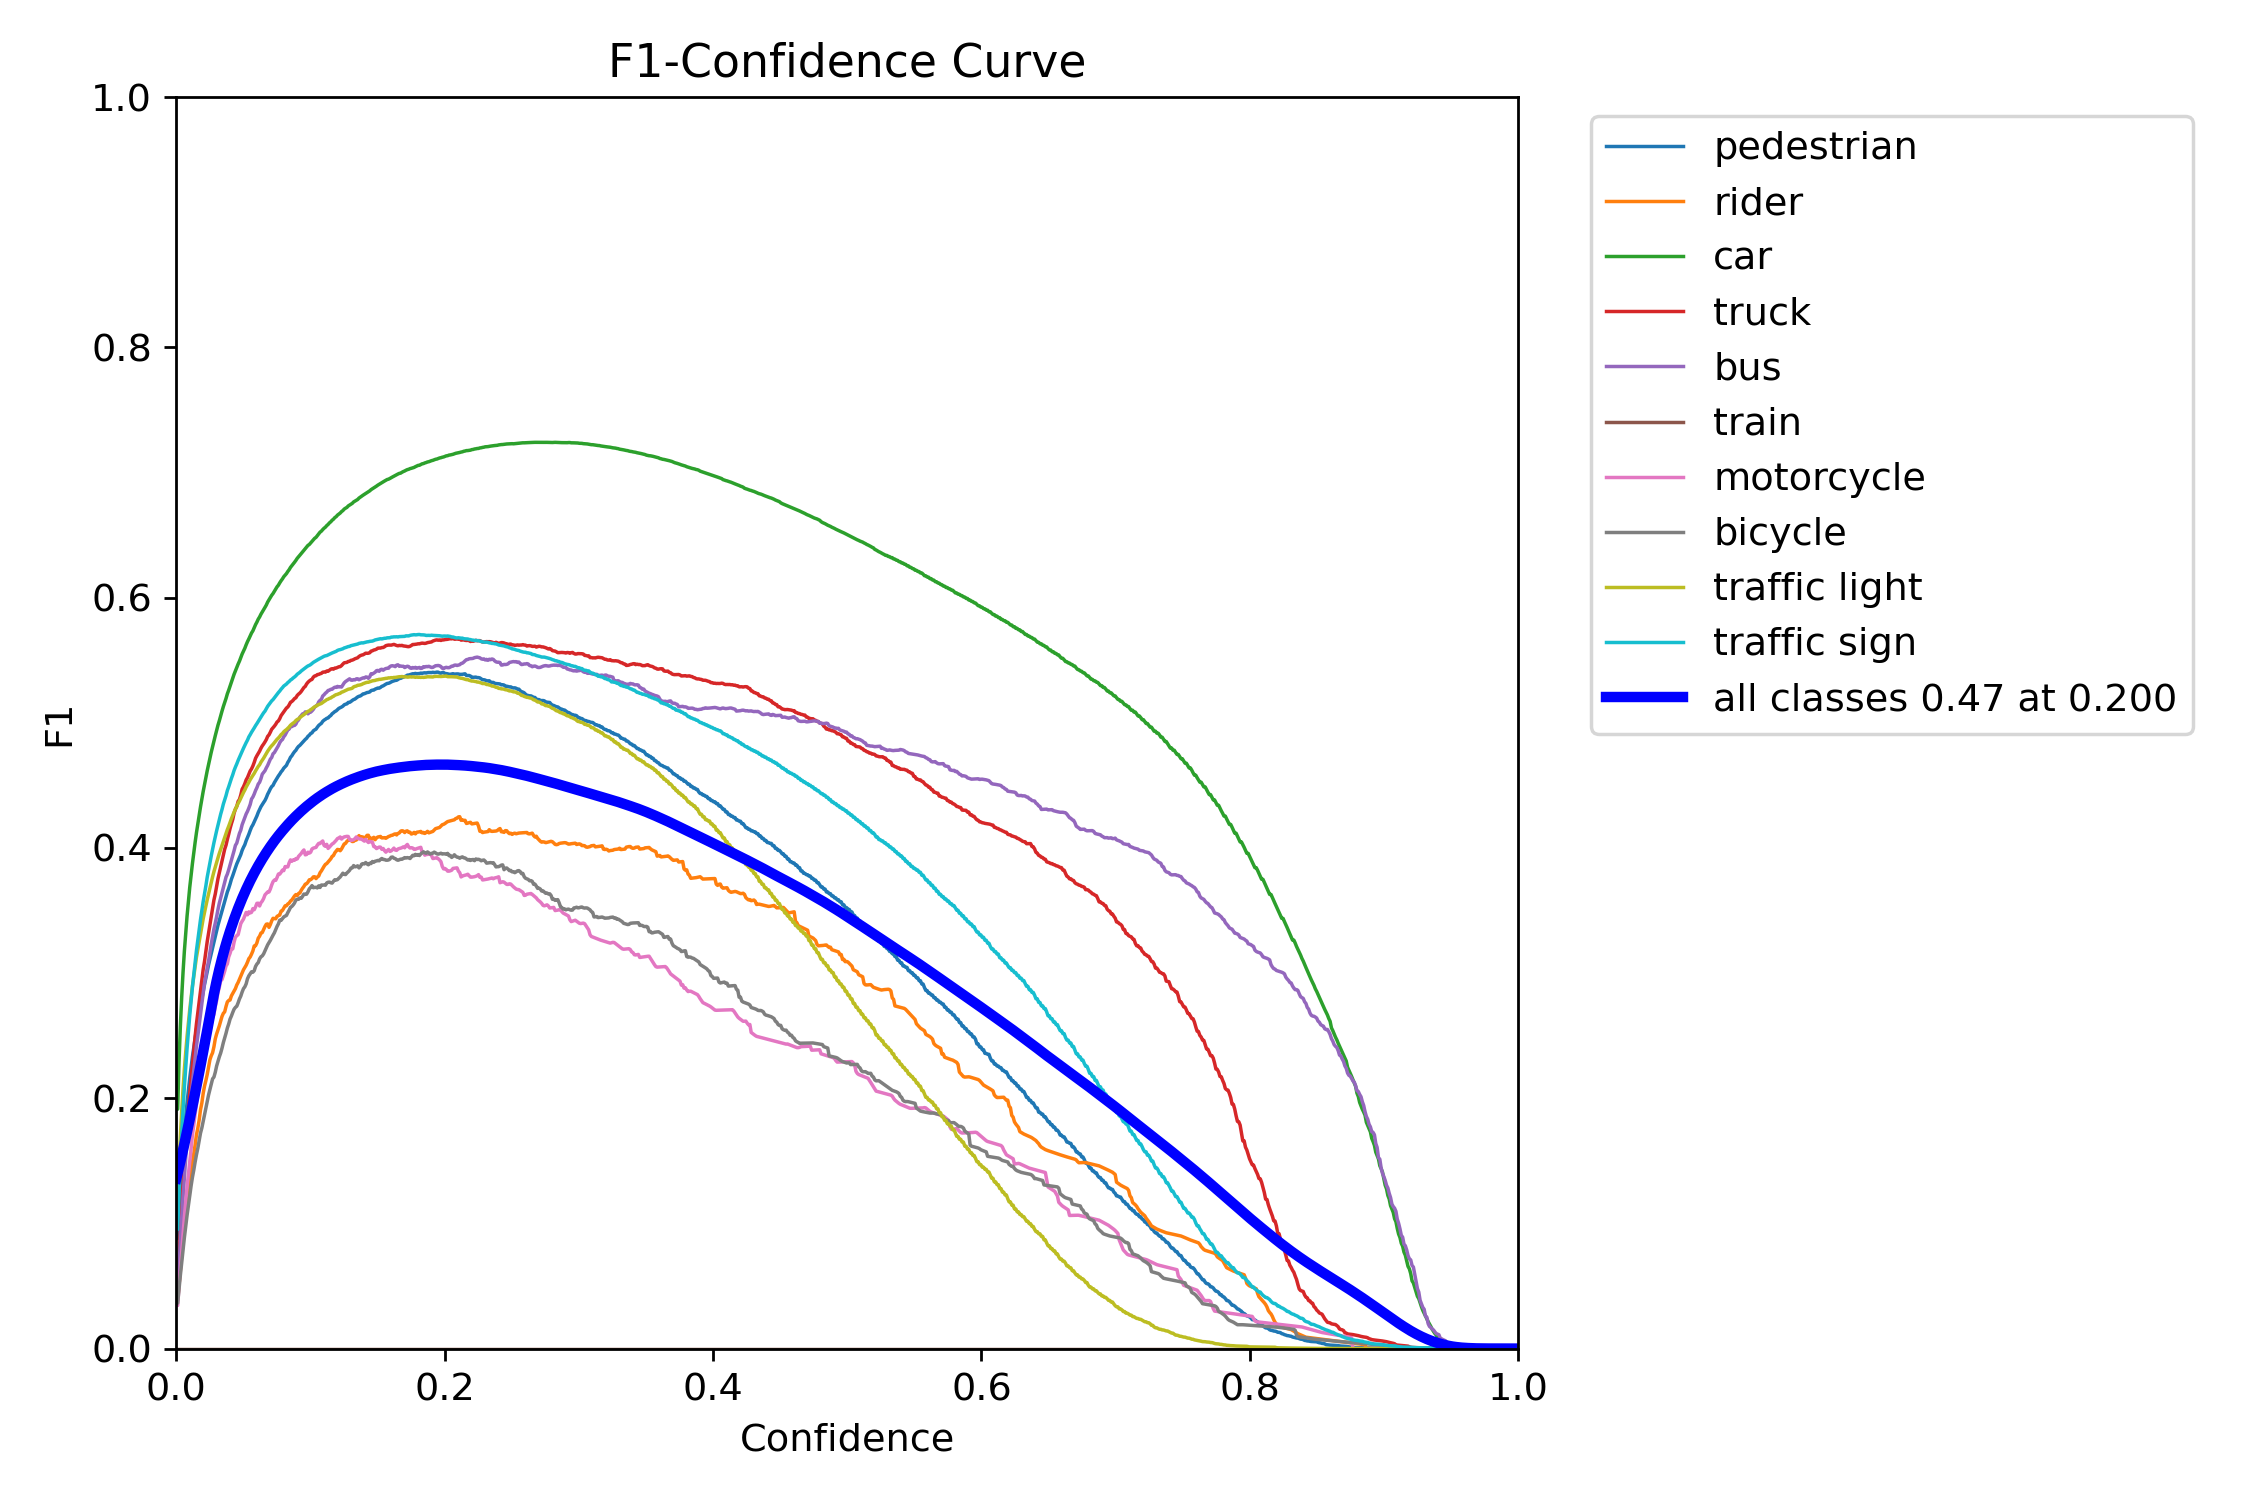 F1-Confidence Curve
1.0
0.8
0.6
0.4
0.2
0.0
F1
0.0 0.2 0.4 0.6 0.8 1.0
Confidence
pedestrian
rider
car
truck
bus
train
motorcycle
bicycle
traffic light
traffic sign
all classes 0.47 at 0.200